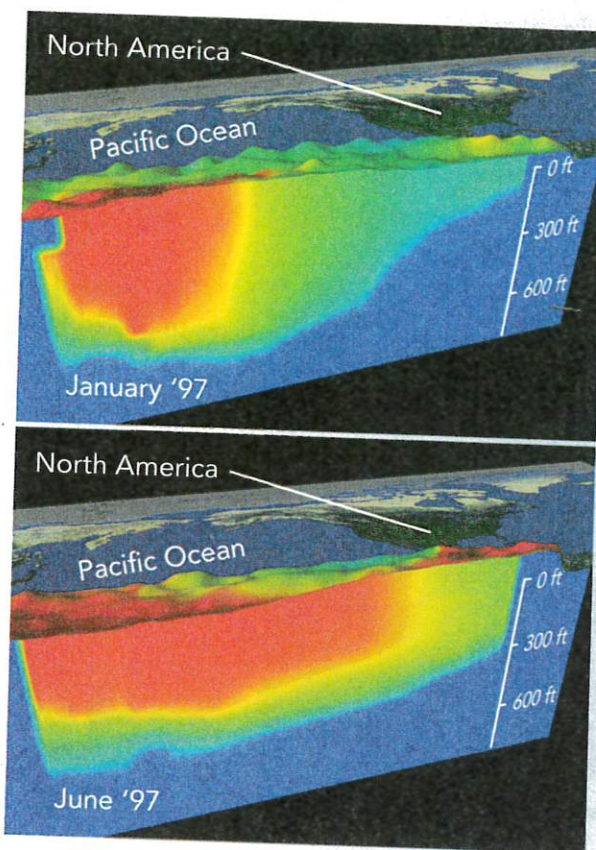 North America
Pacific Ocean
0 ft
300 ft
600 ft
January '97
North America
Pacific Ocean
0 ft
300 ft
600 ft
June '97